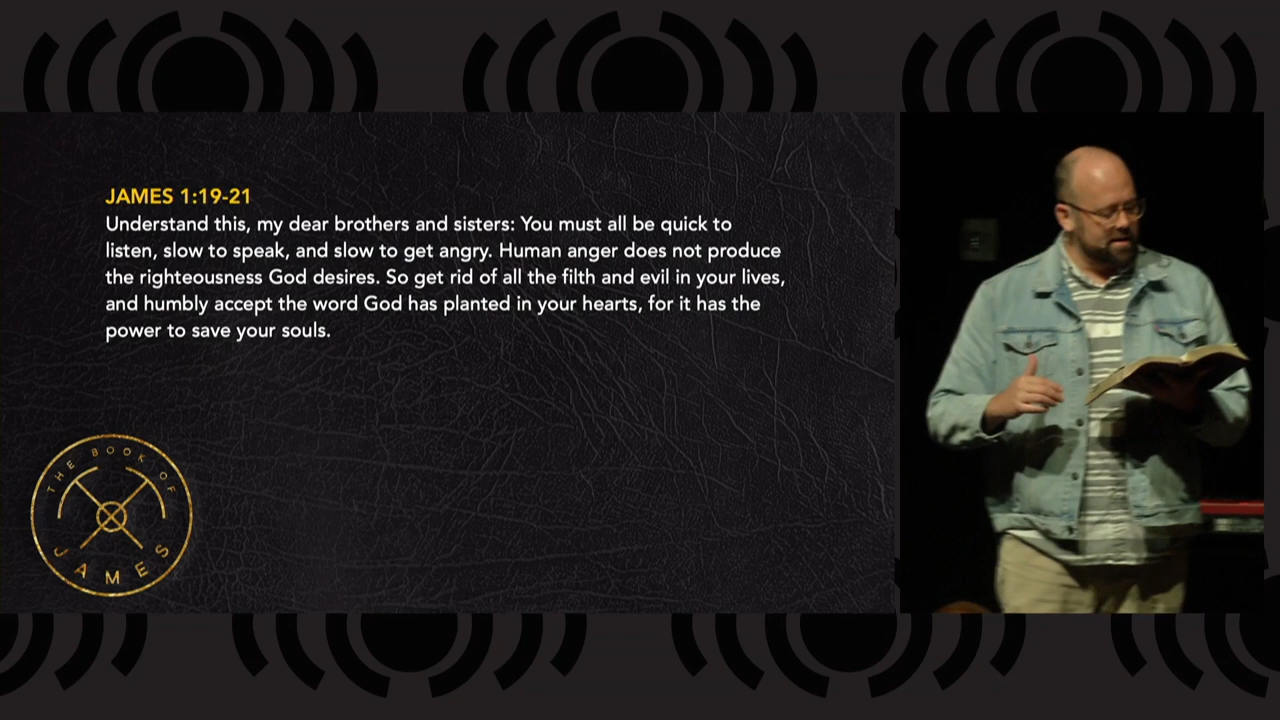 JAMES 1:19-21
Understand this, my dear brothers and sisters: You must all be quick to
listen, slow to speak, and slow to get angry. Human anger does not produce
the righteousness God desires. So get rid of all the filth and evil in your lives,
and humbly accept the word God has planted in your hearts, for it has the
power to save your souls.
THE BOOK OF
JAMES